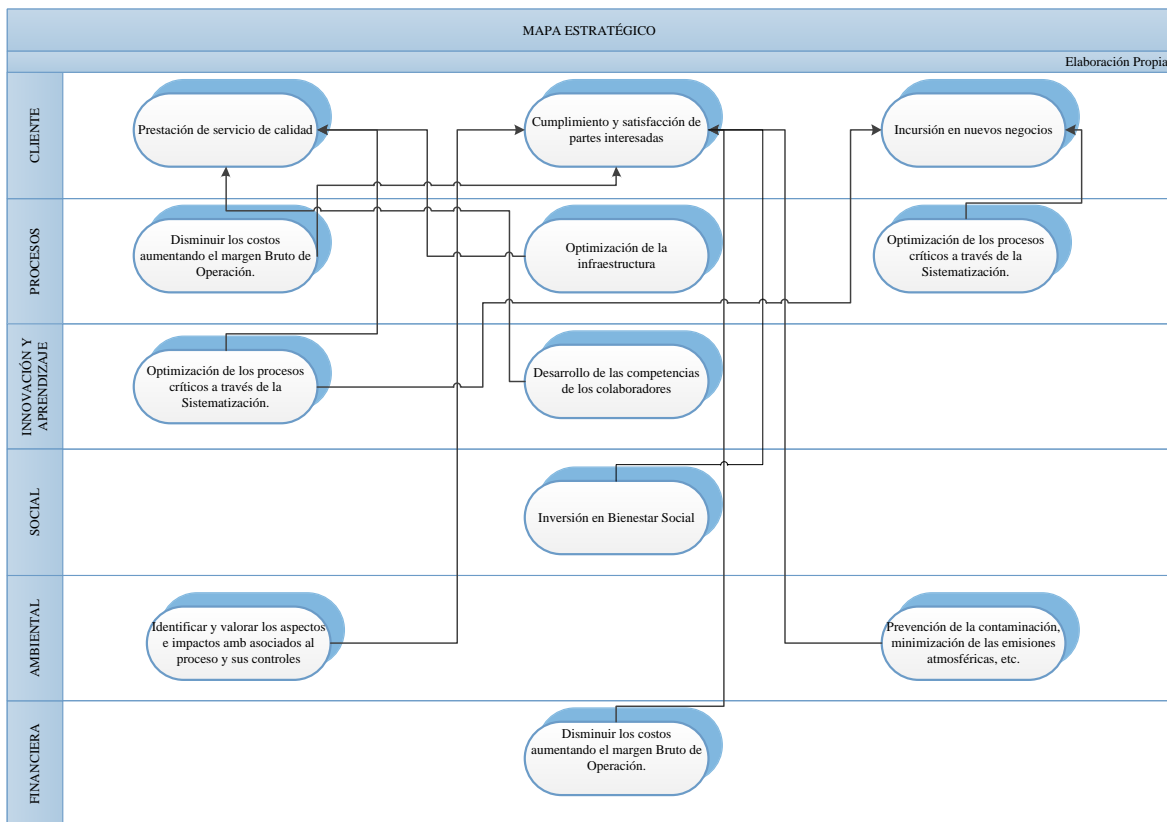 MAPA ESTRATÉGICO
Elaboración Propia
CLIENTE
Prestación de servicio de calidad
Cumplimiento y satisfacción de
partes interesadas
Incursión en nuevos negocios
PROCESOS
Disminuir los costos
aumentando el margen Bruto de
Operación.
Optimización de la
infraestructura
Optimización de los procesos
críticos a través de la
Sistematización.
INNOVACIÓN Y
APRENDIZAJE
Optimización de los procesos
críticos a través de la
Sistematización.
Desarrollo de las competencias
de los colaboradores
SOCIAL
Inversión en Bienestar Social
AMBIENTAL
Identificar y valorar los aspectos
e impactos amb asociados al
proceso y sus controles
Prevención de la contaminación,
minimización de las emisiones
atmosféricas, etc.
FINANCIERA
Disminuir los costos
aumentando el margen Bruto de
Operación.